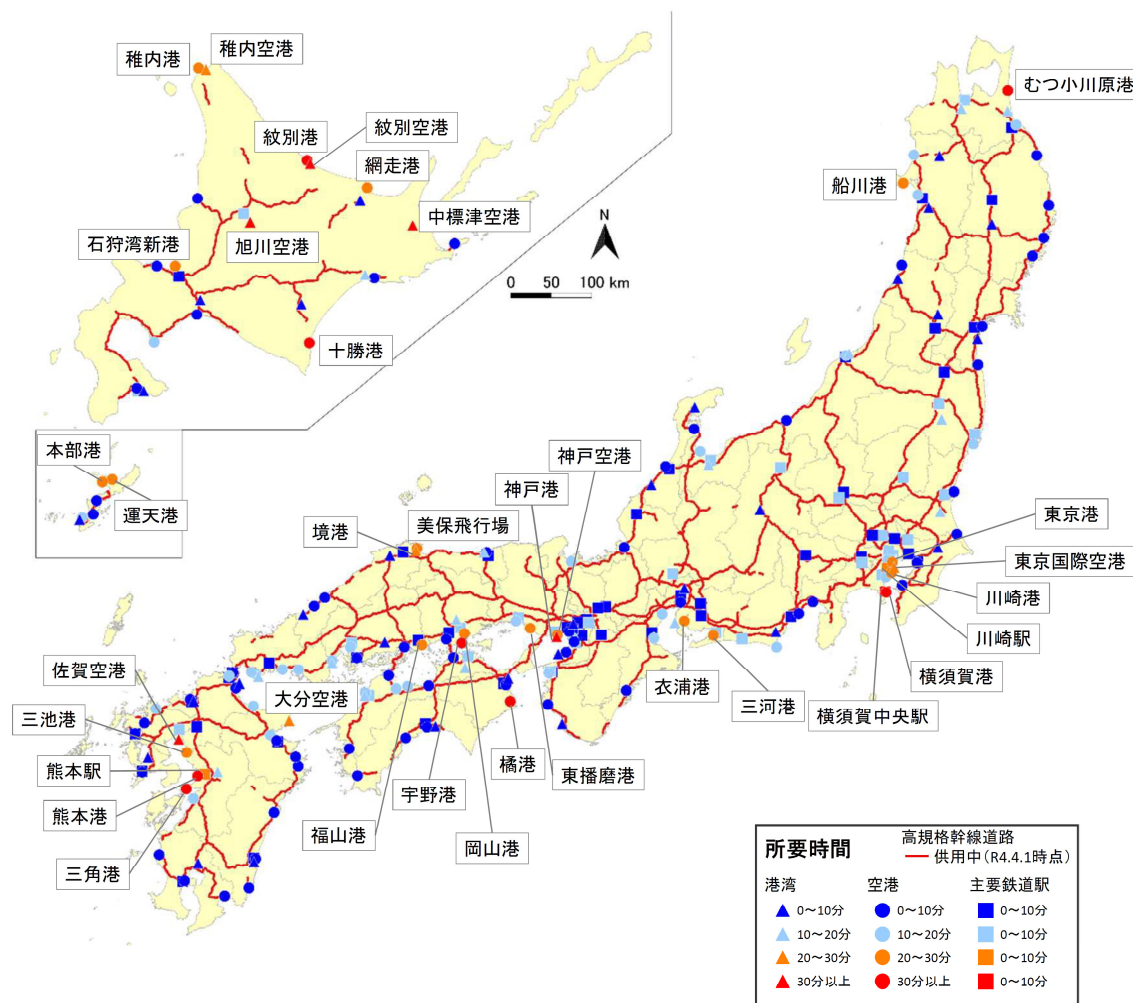 稚内港
稚内空港
紋別港
紋別空港
網走港
中標津空港
石狩湾新港
旭川空港
十勝港
N
0 50 100 km
むつ小川原港
船川港
本部港
運天港
神戸空港
神戸港
美保飛行場
境港
東京港
東京国際空港
川崎港
川崎駅
横須賀港
横須賀中央駅
三河港
衣浦港
佐賀空港
大分空港
三池港
熊本駅
熊本港
三角港
福山港
宇野港
岡山港
橘港
東播磨港
所要時間
高規格幹線道路
供用中(R4.4.1時点)
港湾 空港 主要鉄道駅
0~10分 0~10分 0~10分
10~20分 10~20分 0~10分
20~30分 20~30分 0~10分
30分以上 30分以上 0~10分